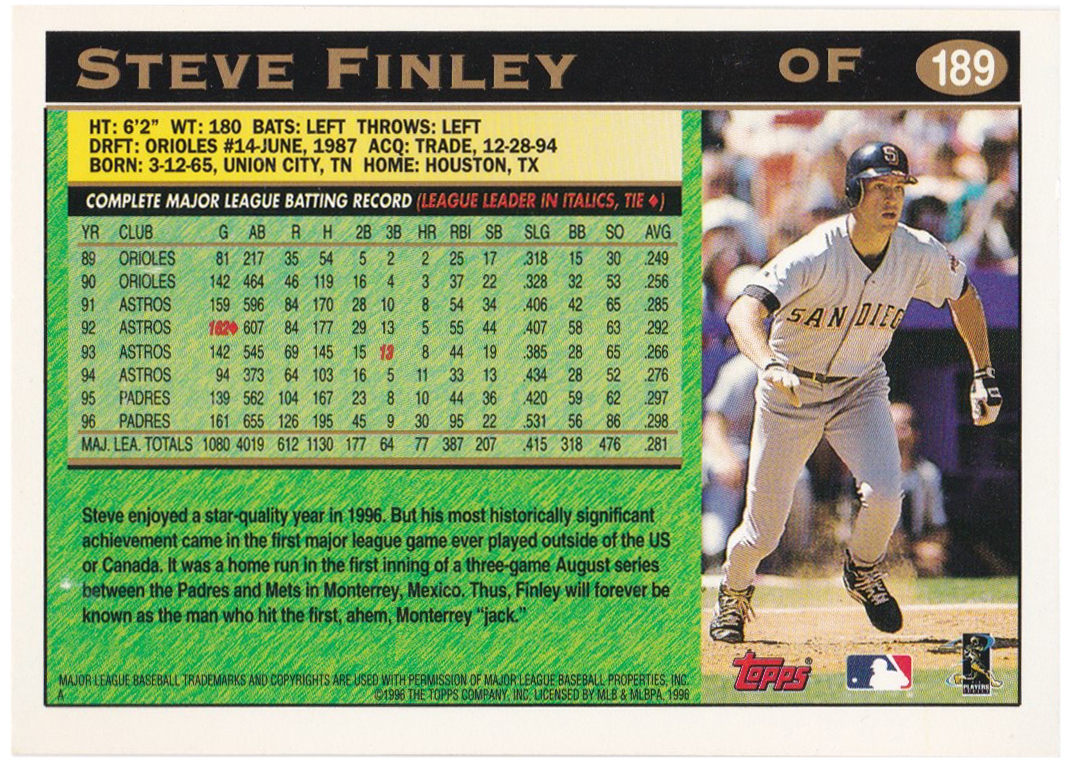 STEVE FINLEY OF 189
HT: 6'2" WT: 180 BATS: LEFT THROWS: LEFT
DRFT: ORIOLES #14-JUNE, 1987 ACQ: TRADE, 12-28-94
BORN: 3-12-65, UNION CITY, TN HOME: HOUSTON, TX
COMPLETE MAJOR LEAGUE BATTING RECORD (LEAGUE LEADER IN ITALICS, TIE ♦)
YR CLUB G AB R H 2B 3B HR RBI SB SLG BB SO AVG
89 ORIOLES 81 217 35 54 5 2 2 25 17 .318 15 30 .249
90 ORIOLES 142 464 46 119 16 4 3 37 22 .328 32 53 .256
91 ASTROS 159 596 84 170 28 10 8 54 34 .406 42 65 .285
92 ASTROS 162♦ 607 84 177 29 13 5 55 44 .407 58 63 .292
93 ASTROS 142 545 69 145 15 13 8 44 19 .385 28 65 .266
94 ASTROS 94 373 64 103 16 5 11 33 13 .434 28 52 .276
95 PADRES 139 562 104 167 23 8 10 44 36 .420 59 62 .297
96 PADRES 161 655 126 195 45 9 30 95 22 .531 56 86 .298
MAJ. LEA. TOTALS 1080 4019 612 1130 177 64 77 387 207 .415 318 476 .281
Steve enjoyed a star-quality year in 1996. But his most historically significant
achievement came in the first major league game ever played outside of the US
or Canada. It was a home run in the first inning of a three-game August series
between the Padres and Mets in Monterrey, Mexico. Thus, Finley will forever be
known as the man who hit the first, ahem, Monterrey "jack."
MAJOR LEAGUE BASEBALL TRADEMARKS AND COPYRIGHTS ARE USED WITH PERMISSION OF MAJOR LEAGUE BASEBALL PROPERTIES, INC.
A ©1996 THE TOPPS COMPANY, INC. LICENSED BY MLB & MLBPA, 1996
S
SAN DIEG
topps
PLAYERS